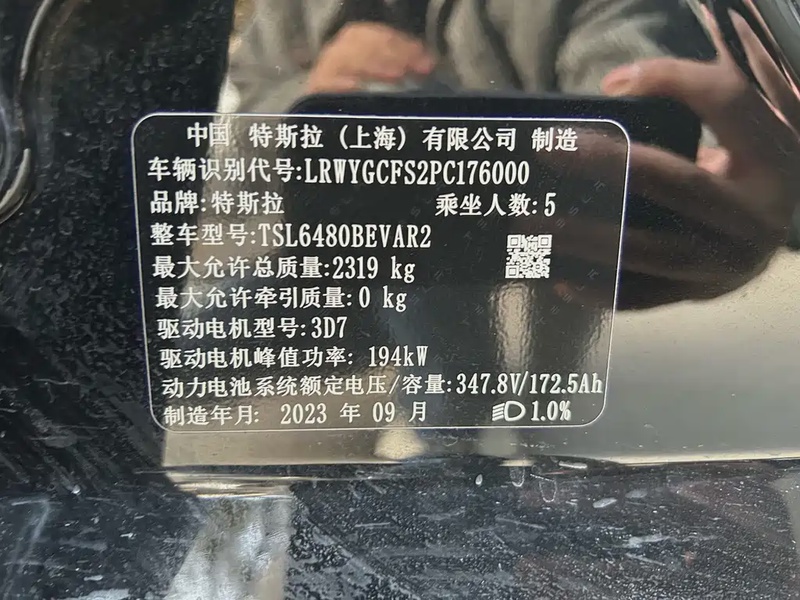 中国 特斯拉 (上海) 有限公司 制造
车辆识别代号:LRWYGCFS2PC176000
品牌:特斯拉 乘坐人数:5
整车型号:TSL6480BEVAR2
最大允许总质量:2319 kg
最大允许牵引质量:0 kg
驱动电机型号:3D7
驱动电机峰值功率: 194kW
动力电池系统额定电压/容量:347.8V/172.5Ah
制造年月: 2023 年 09 月 1.0%